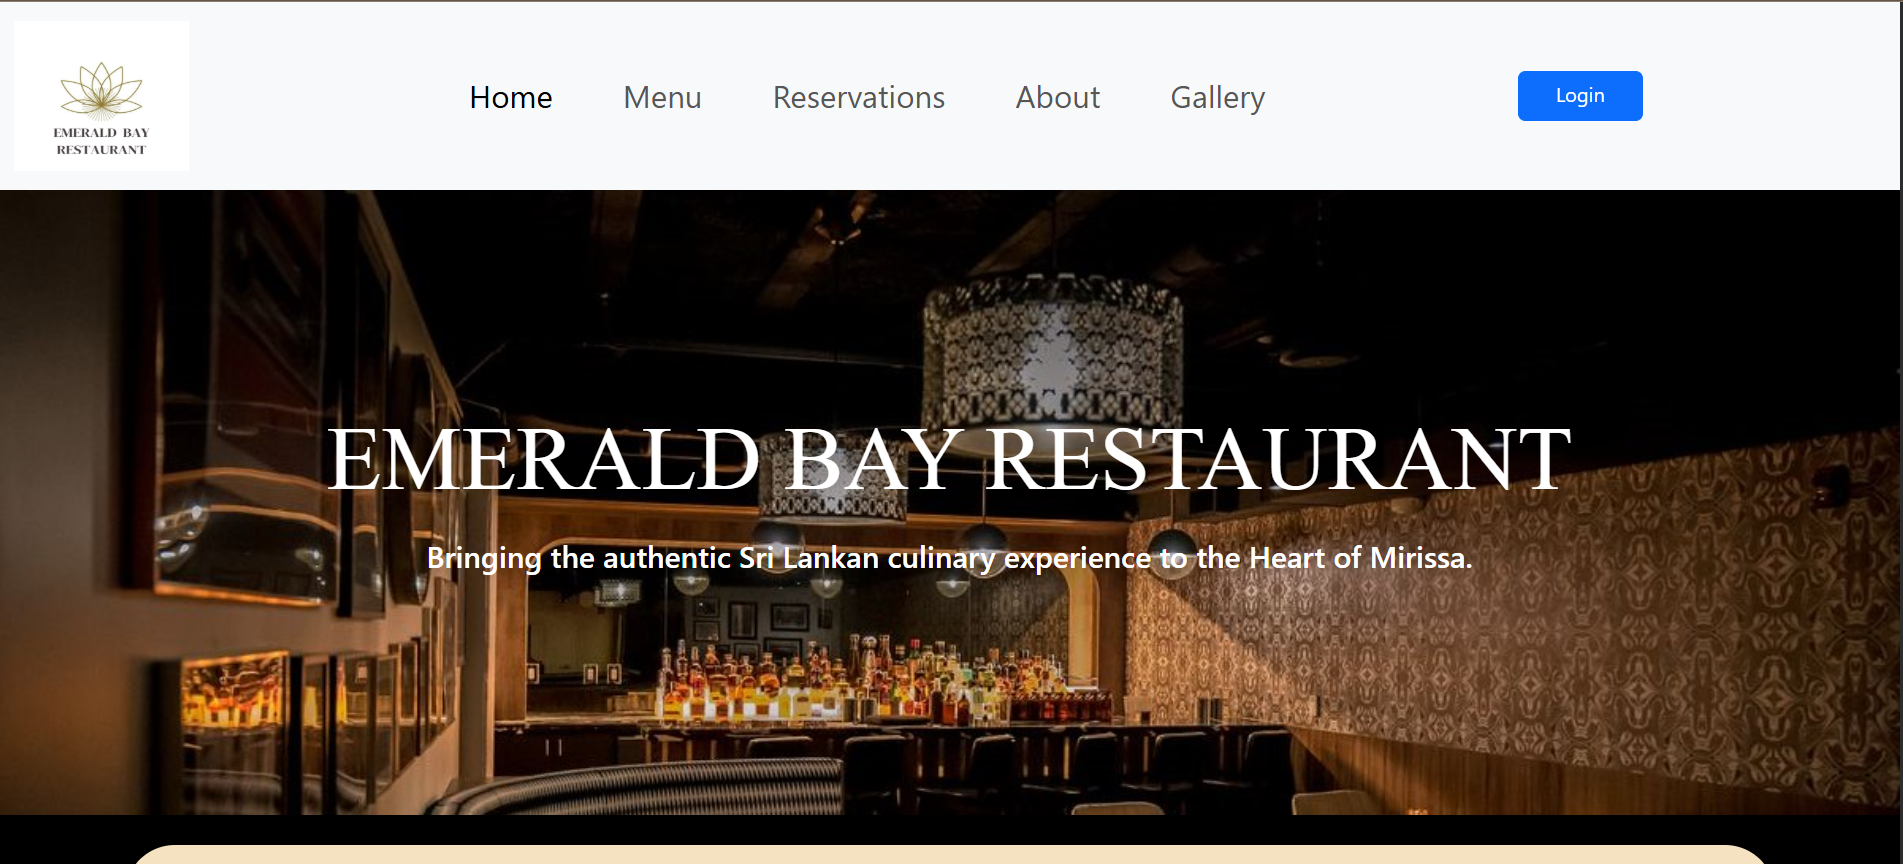 EMERALD BAY
RESTAURANT
Home Menu Reservations About Gallery Login
EMERALD BAY RESTAURANT
Bringing the authentic Sri Lankan culinary experience to the Heart of Mirissa.